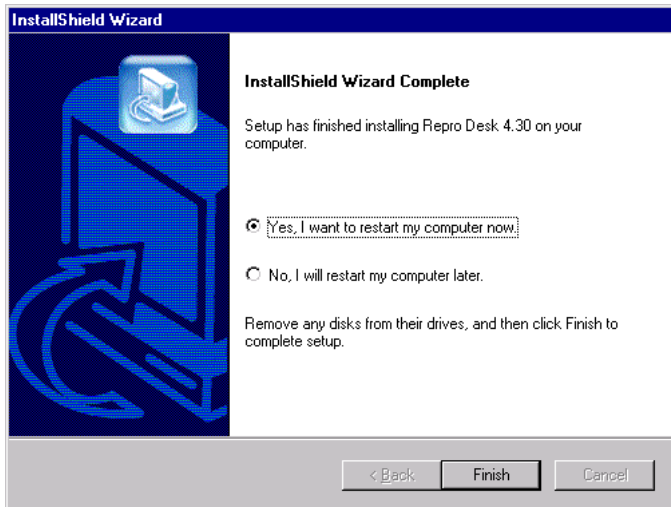 InstallShield Wizard
InstallShield Wizard Complete
Setup has finished installing Repro Desk 4.30 on your
computer.
Yes, I want to restart my computer now.
No, I will restart my computer later.
Remove any disks from their drives, and then click Finish to
complete setup.
< Back Finish Cancel